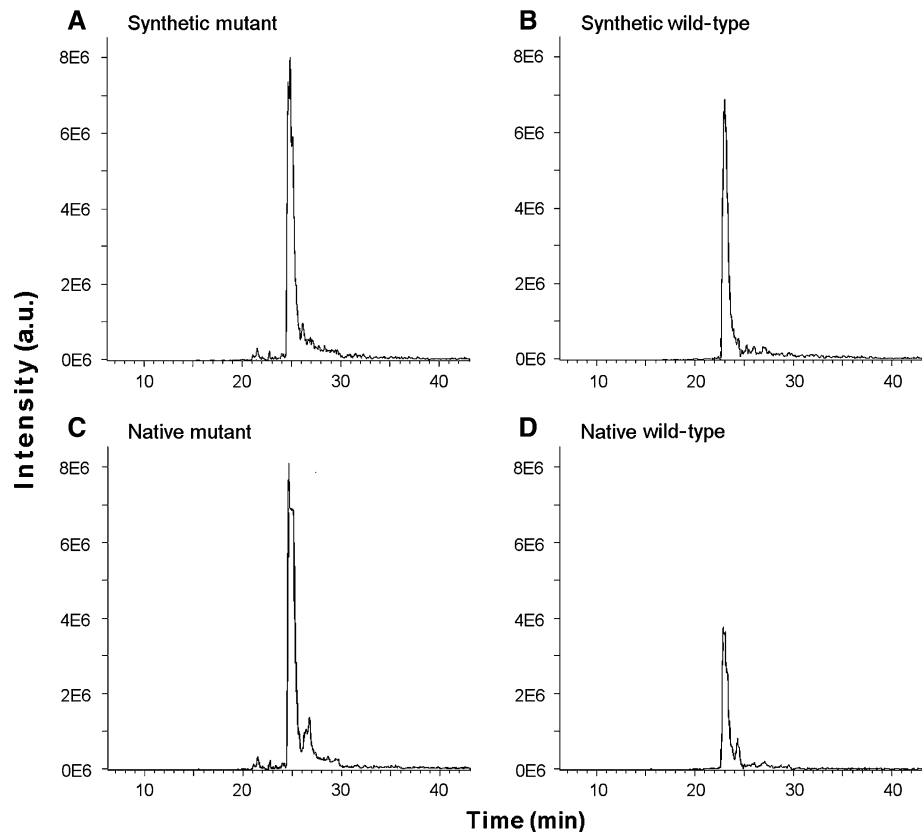 A Synthetic mutant
8E6
6E6
4E6
2E6
0E6
10 20 30 40
B Synthetic wild-type
8E6
6E6
4E6
2E6
0E6
10 20 30 40
C Native mutant
8E6
6E6
4E6
2E6
0E6
10 20 30 40
D Native wild-type
8E6
6E6
4E6
2E6
0E6
10 20 30 40
Intensity (a.u.)
Time (min)